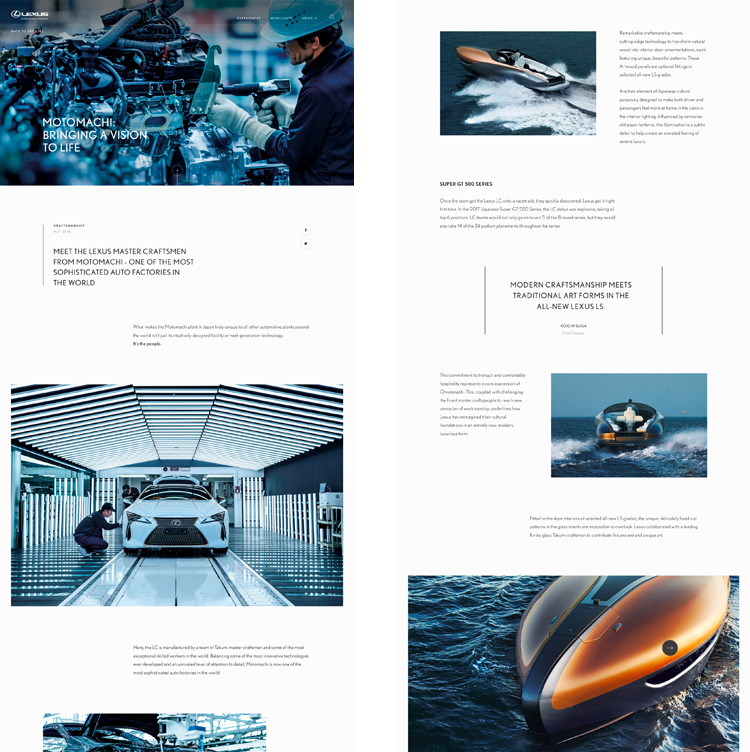 LEXUS
EXPERIENCES
HIGHLIGHTS
MODELS
MOTOMACHI:
BRINGING A VISION
TO LIFE
CRAFTSMANSHIP
MEET THE LEXUS MASTER CRAFTSMEN
FROM MOTOMACHI - ONE OF THE MOST
SOPHISTICATED AUTO FACTORIES IN
THE WORLD
What makes the Motomachi plant in Japan truly unique to all other automotive plants around
the world isn't just its intuitively designed facility or next-generation technology.
It's the people.
Here, the LC is manufactured by a team of Takumi master craftsmen and some of the most
exceptional skilled workers in the world. Balancing some of the most innovative technologies
ever developed and an unrivaled level of attention to detail, Motomachi is now one of the
most sophisticated auto factories in the world.
Remarkable craftsmanship meets
cutting-edge technology to transform natural
wood into interior door ornamentations, each
featuring unique, beautiful patterns. These
Artwood panels are optional fittings in
selected all-new LS grades.
Another element of Japanese culture
purposely designed to make both driver and
passengers feel more at home in the cabin is
the interior lighting. Influenced by centuries-
old paper lanterns, this illumination is a subtle
detail to help create an elevated feeling of
serene luxury.
SUPER GT 500 SERIES
Once the team got the Lexus LC onto a racetrack, they quickly discovered: Lexus got it right
first time. In the 2017 Japanese Super GT 500 Series, the LC debut was explosive, taking all
top 6 positions. LC teams would not only go on to win 5 of the 8 round series, but they would
also take 14 of the 24 podium placements throughout the series.
MODERN CRAFTSMANSHIP MEETS
TRADITIONAL ART FORMS IN THE
ALL-NEW LEXUS LS.
KOICHI SUGA
Chief Designer
This commitment to tranquil and comfortable
hospitality represents a core expression of
Omotenashi. This, coupled with challenging
the finest master craftspeople to reach new
pinnacles of workmanship, underlines how
Lexus has reimagined their cultural
foundations in an entirely new, modern,
luxurious form.
Fitted to the door interiors of selected all-new LS grades, the unique, delicately hand-cut
patterns in the glass inserts are impossible to overlook. Lexus collaborated with a leading
Kiriko glass Takumi craftsman to contribute this ancient and unique art.